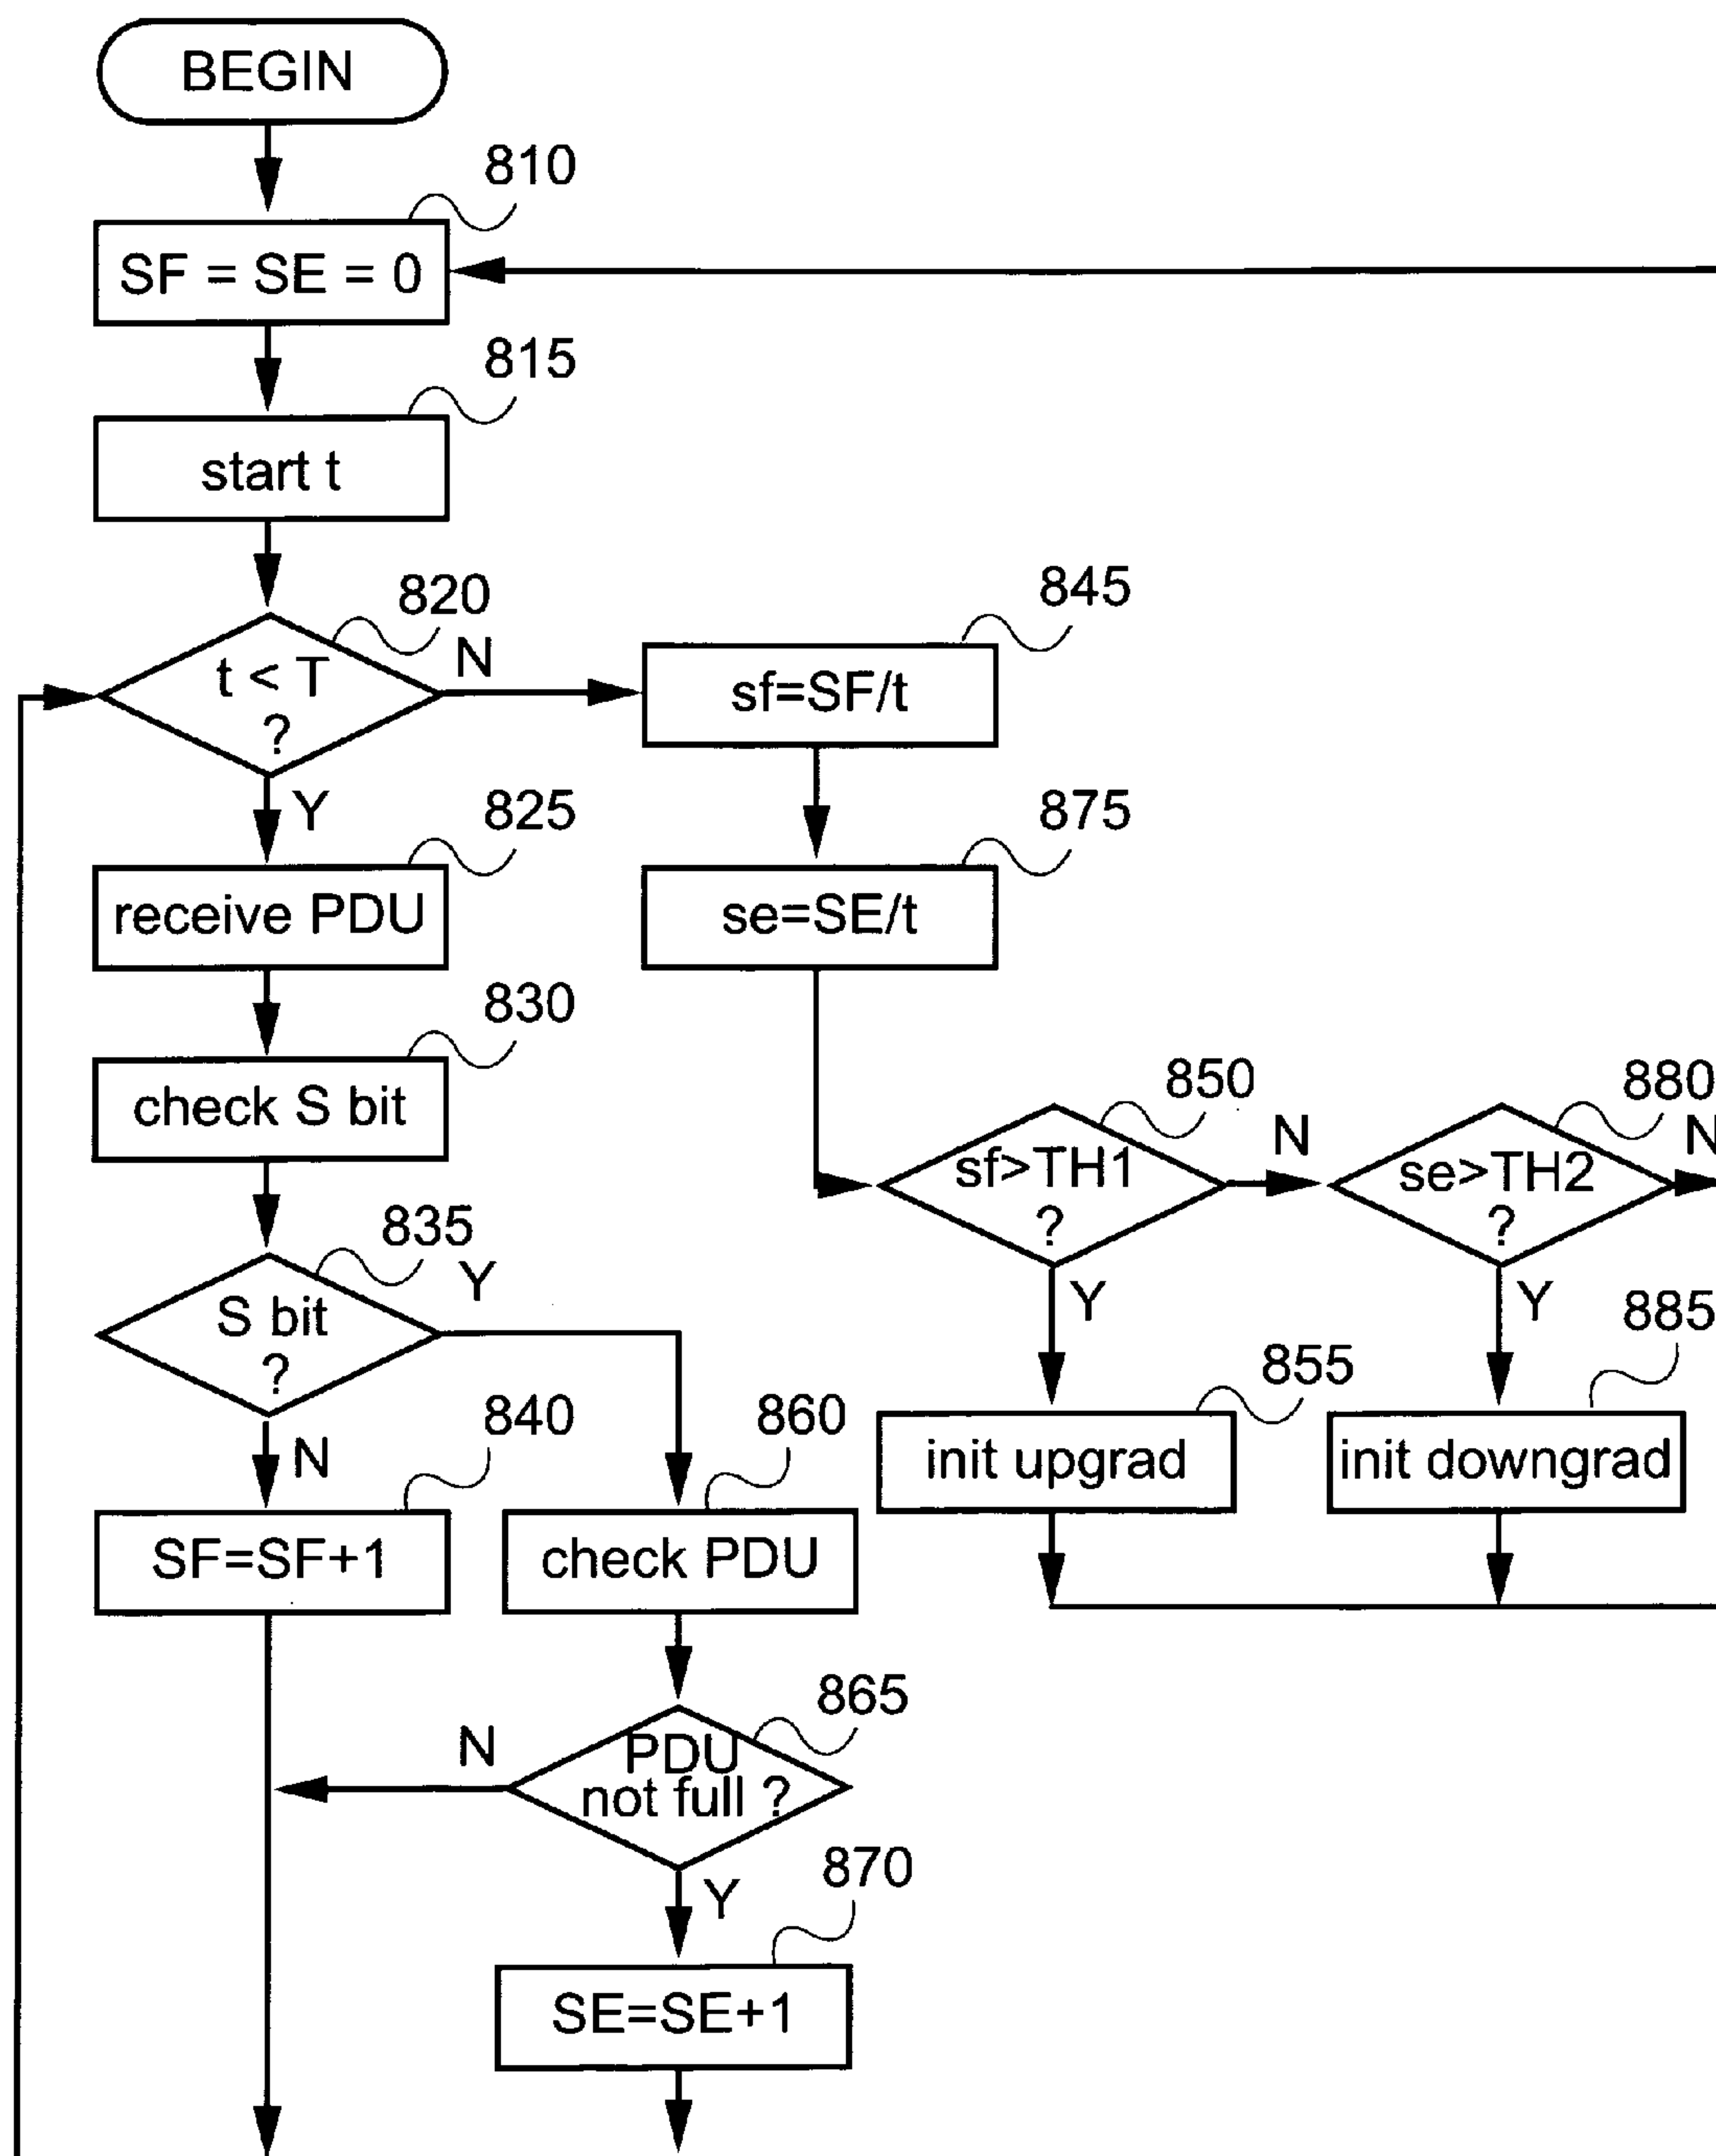 BEGIN
810
SF = SE = 0
815
start t
820
t < T
?
N
Y
845
sf=SF/t
825
receive PDU
875
se=SE/t
830
check S bit
850
sf>TH1
?
N
Y
880
se>TH2
?
N
Y
835
S bit
?
Y
N
855
init upgrad
885
init downgrad
840
SF=SF+1
860
check PDU
865
PDU
not full ?
N
Y
870
SE=SE+1